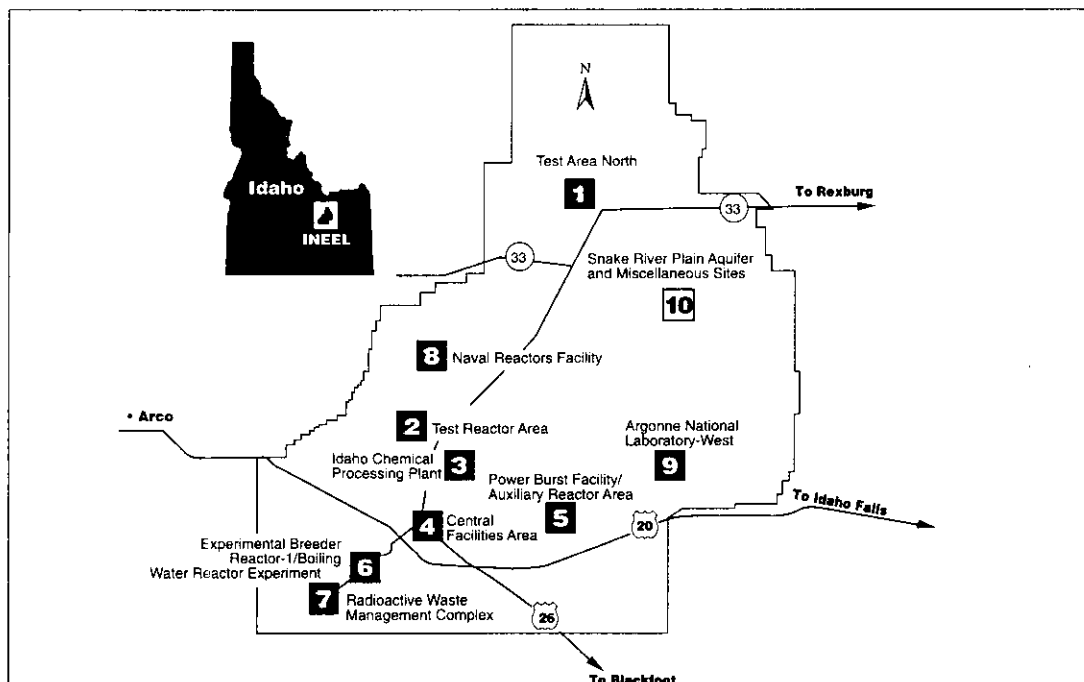 N
Test Area North
1
To Rexburg
33
Idaho
INEEL
33
Snake River Plain Aquifer
and Miscellaneous Sites
10
8
Naval Reactors Facility
Arco
2
Test Reactor Area
Argonne National
Laboratory-West
9
Idaho Chemical
Processing Plant
3
Power Burst Facility/
Auxiliary Reactor Area
5
To Idaho Falls
20
4
Central
Facilities Area
Experimental Breeder
Reactor-1/Boiling
Water Reactor Experiment
6
7
Radioactive Waste
Management Complex
26
To Blackfoot